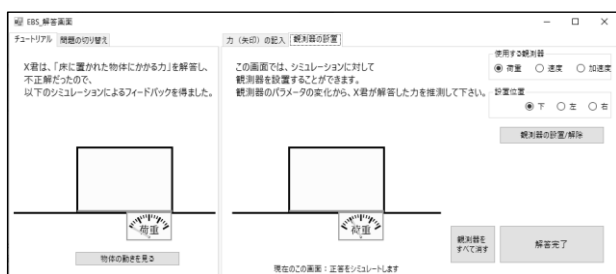 EBS_解答画面
チュートリアル 問題の切り替え
X君は、「床に置かれた物体にかかる力」を解答し、
不正解だったので、
以下のシミュレーションによるフィードバックを得ました。
荷重
物体の動きを見る
力（矢印）の記入 観測器の設置
この画面では、シミュレーションに対して
観測器を設置することができます。
観測器のパラメータの変化から、X君が解答した力を推測して下さい。
荷重
現在のこの画面：正答をシミュレートします
使用する観測器
荷重 速度 加速度
設置位置
下 左 右
観測器の設置/解除
観測器を
すべて消す
解答完了